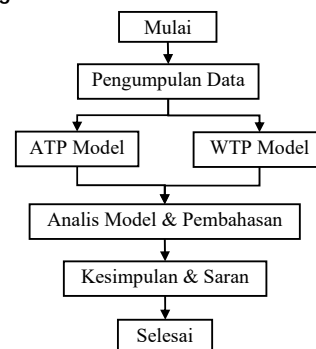 Mulai
Pengumpulan Data
ATP Model
WTP Model
Analis Model & Pembahasan
Kesimpulan & Saran
Selesai